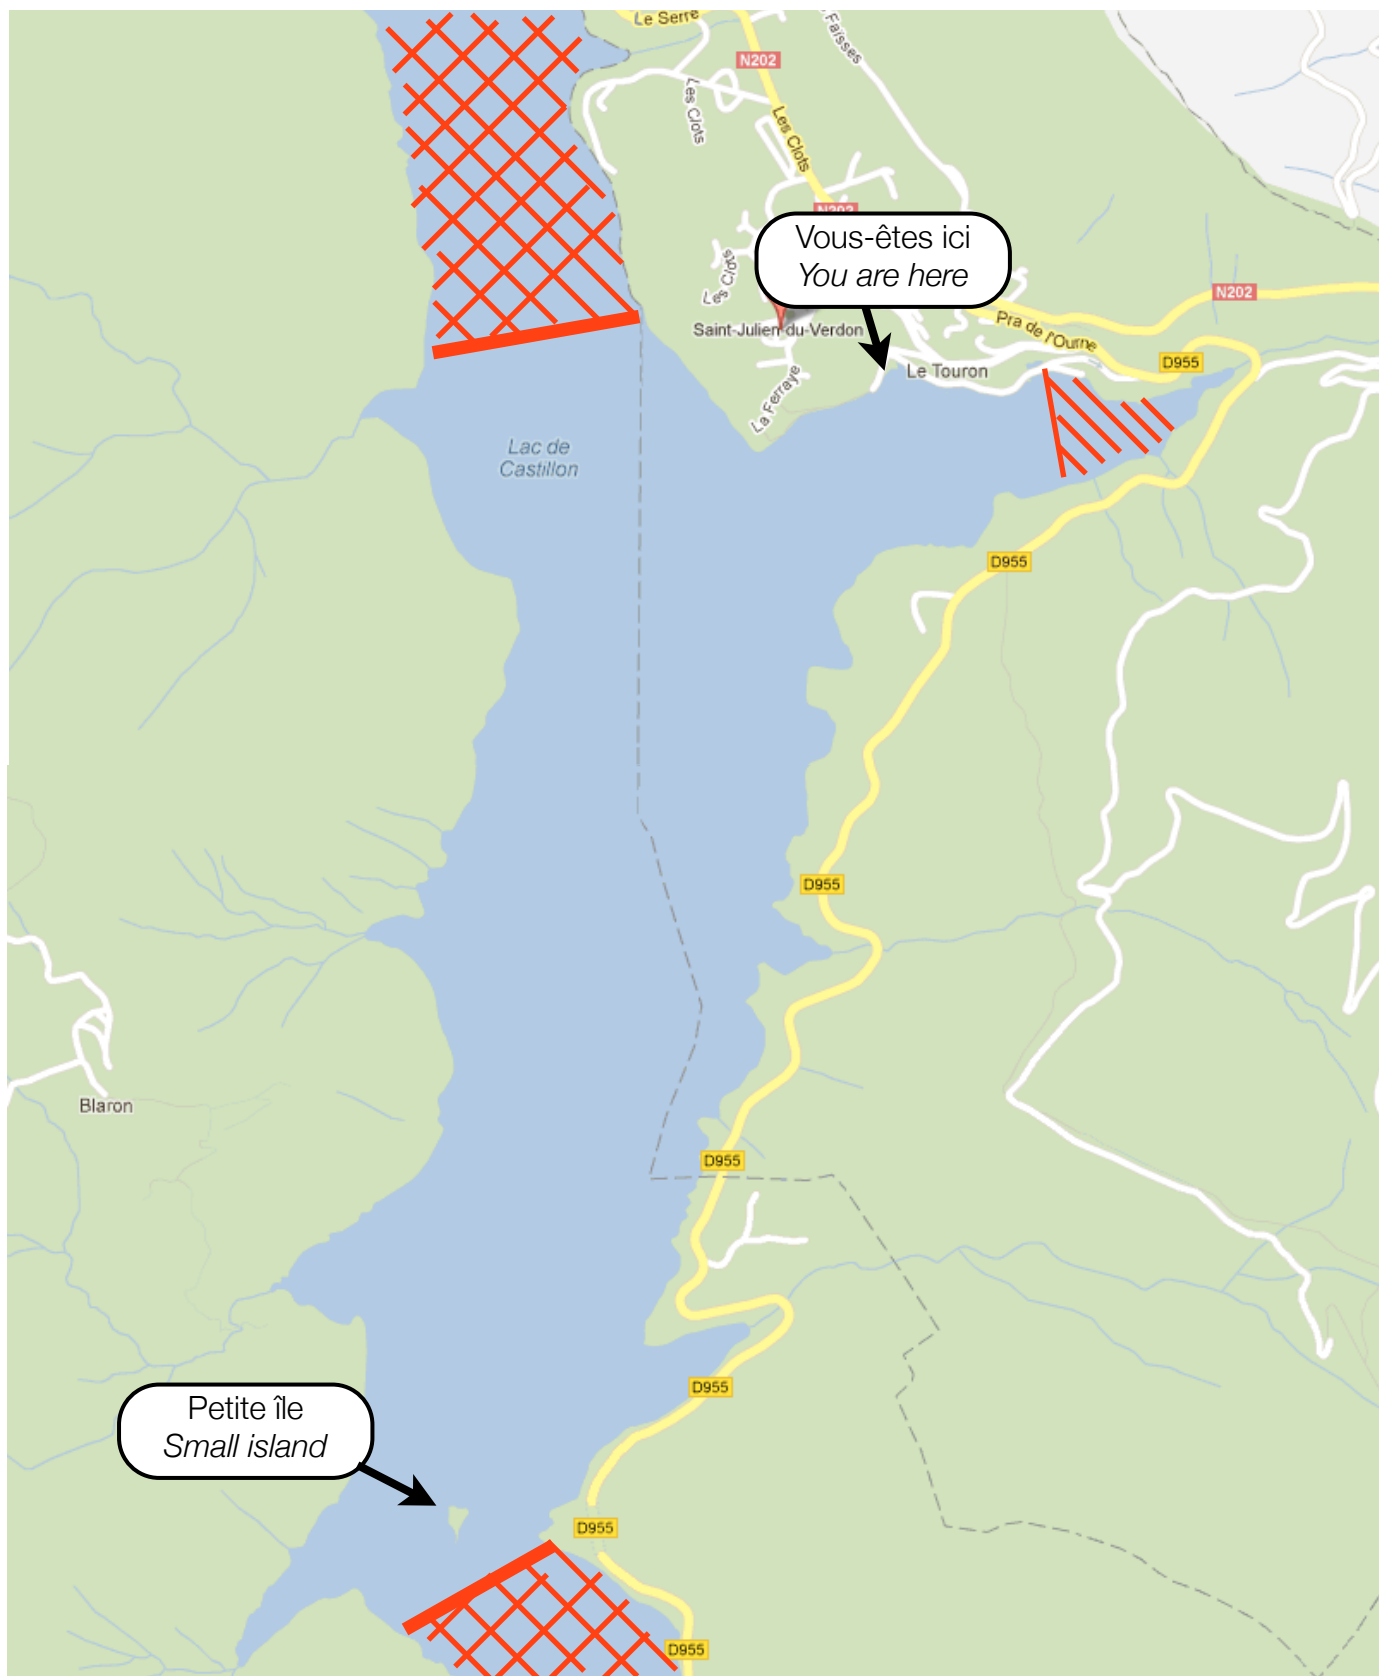 Le Serre
Faïsses
N202
Les Clots
Les Clots
N202
Vous-êtes ici
You are here
Les Clots
N202
Saint-Julien-du-Verdon
Pra de l'Ourne
D955
Le Touron
La Ferraye
Lac de
Castillon
D955
D955
Blaron
D955
D955
Petite île
Small island
D955
D955